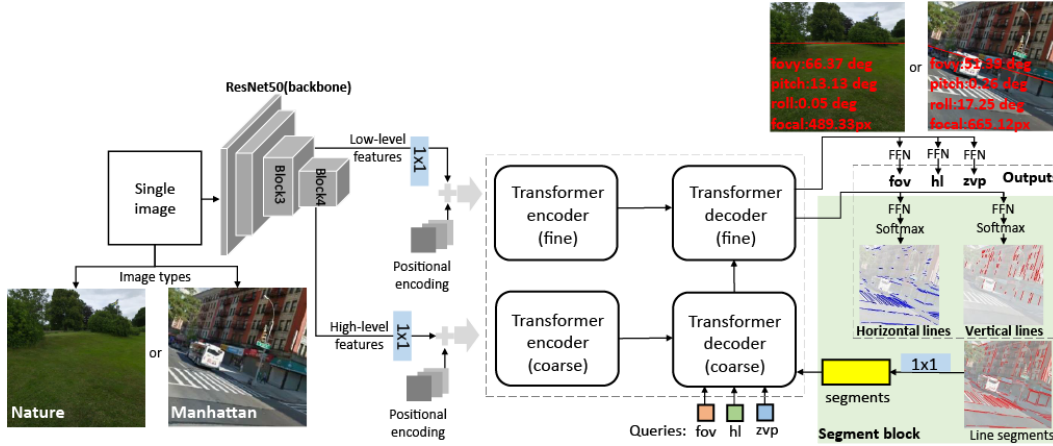 ResNet50(backbone)
Single
image
Image types
Nature
or
Manhattan
Block3
Block4
Low-level
features
1x1
Positional
encoding
High-level
features
1x1
Positional
encoding
Transformer
encoder
(fine)
Transformer
decoder
(fine)
Transformer
encoder
(coarse)
Transformer
decoder
(coarse)
Queries: fov hl zvp
fovy:66.37 deg
pitch:13.13 deg
roll:0.05 deg
focal:489.33px
or
pitch:0.26 deg
roll:17.25 deg
focal:665.12px
FFN FFN FFN
fov hl zvp
Outputs
FFN FFN
Softmax Softmax
Horizontal lines
Vertical lines
1x1
segments
Line segments
Segment block